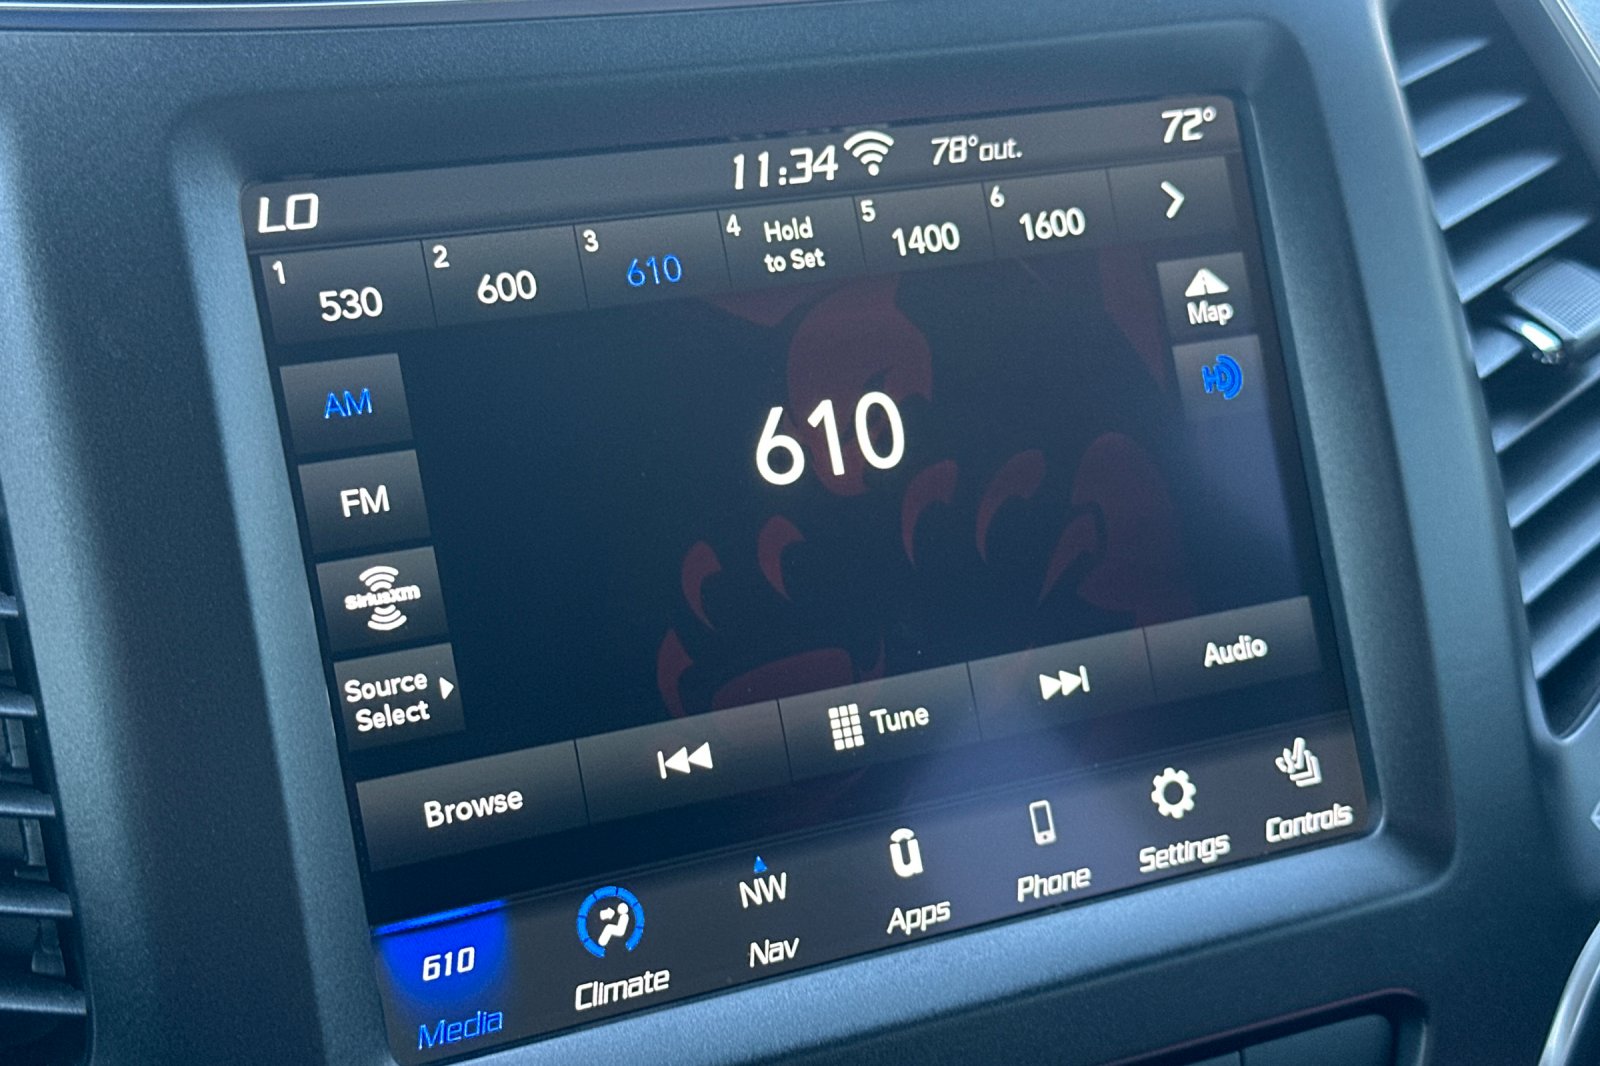 LO
11:34
78°out.
72°
1
530
2
600
3
610
4
Hold
to Set
5
1400
6
1600
AM
FM
siriusxm
Source
Select
610
Map
HD
Browse
Tune
Audio
610
Media
Climate
NW
Nav
u
Apps
Phone
Settings
Controls